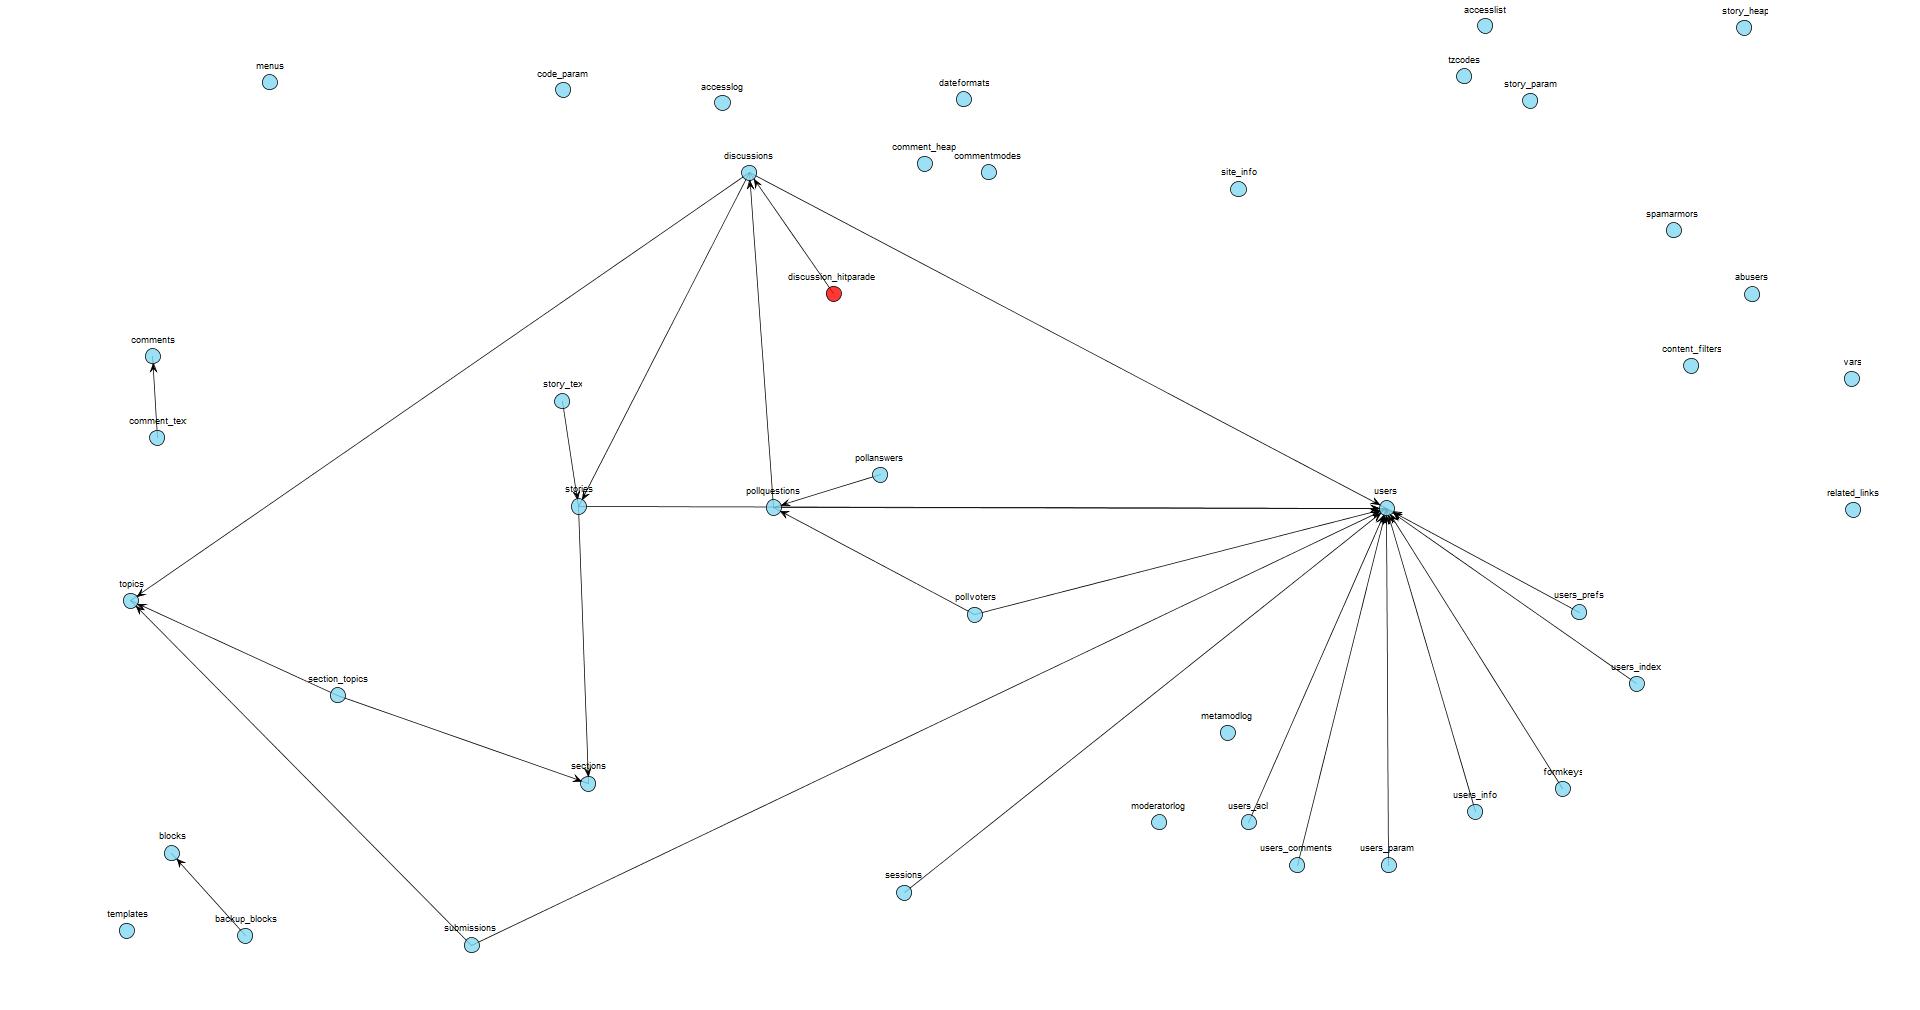 accesslist
story_heap
tzcodes
menus
code_param
story_param
accesslog
dateformats
comment_heap
commentmodes
discussions
site_info
spamarmors
discussion_hitparade
abusers
comments
content_filters
vars
story_tex
comment_tex
pollanswers
stories
pollquestions
users
related_links
topics
pollvoters
users_prefs
users_index
section_topics
metamodlog
sections
formkeys
users_info
moderatorlog
users_acl
blocks
users_comments
users_param
sessions
templates
backup_blocks
submissions